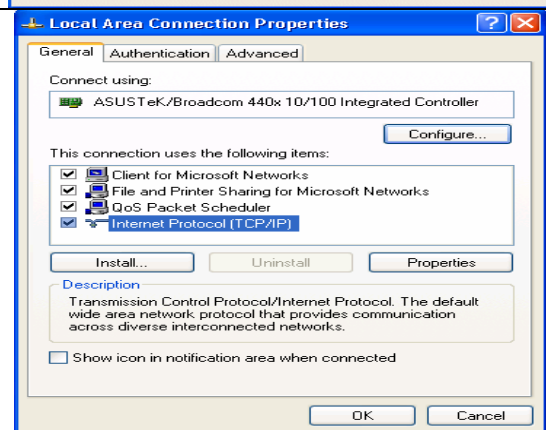 Local Area Connection Properties
General Authentication Advanced
Connect using:
ASUSTeK/Broadcom 440x 10/100 Integrated Controller
Configure...
This connection uses the following items:
Client for Microsoft Networks
File and Printer Sharing for Microsoft Networks
QoS Packet Scheduler
Internet Protocol (TCP/IP)
Install... Uninstall Properties
Description
Transmission Control Protocol/Internet Protocol. The default
wide area network protocol that provides communication
across diverse interconnected networks.
Show icon in notification area when connected
OK Cancel